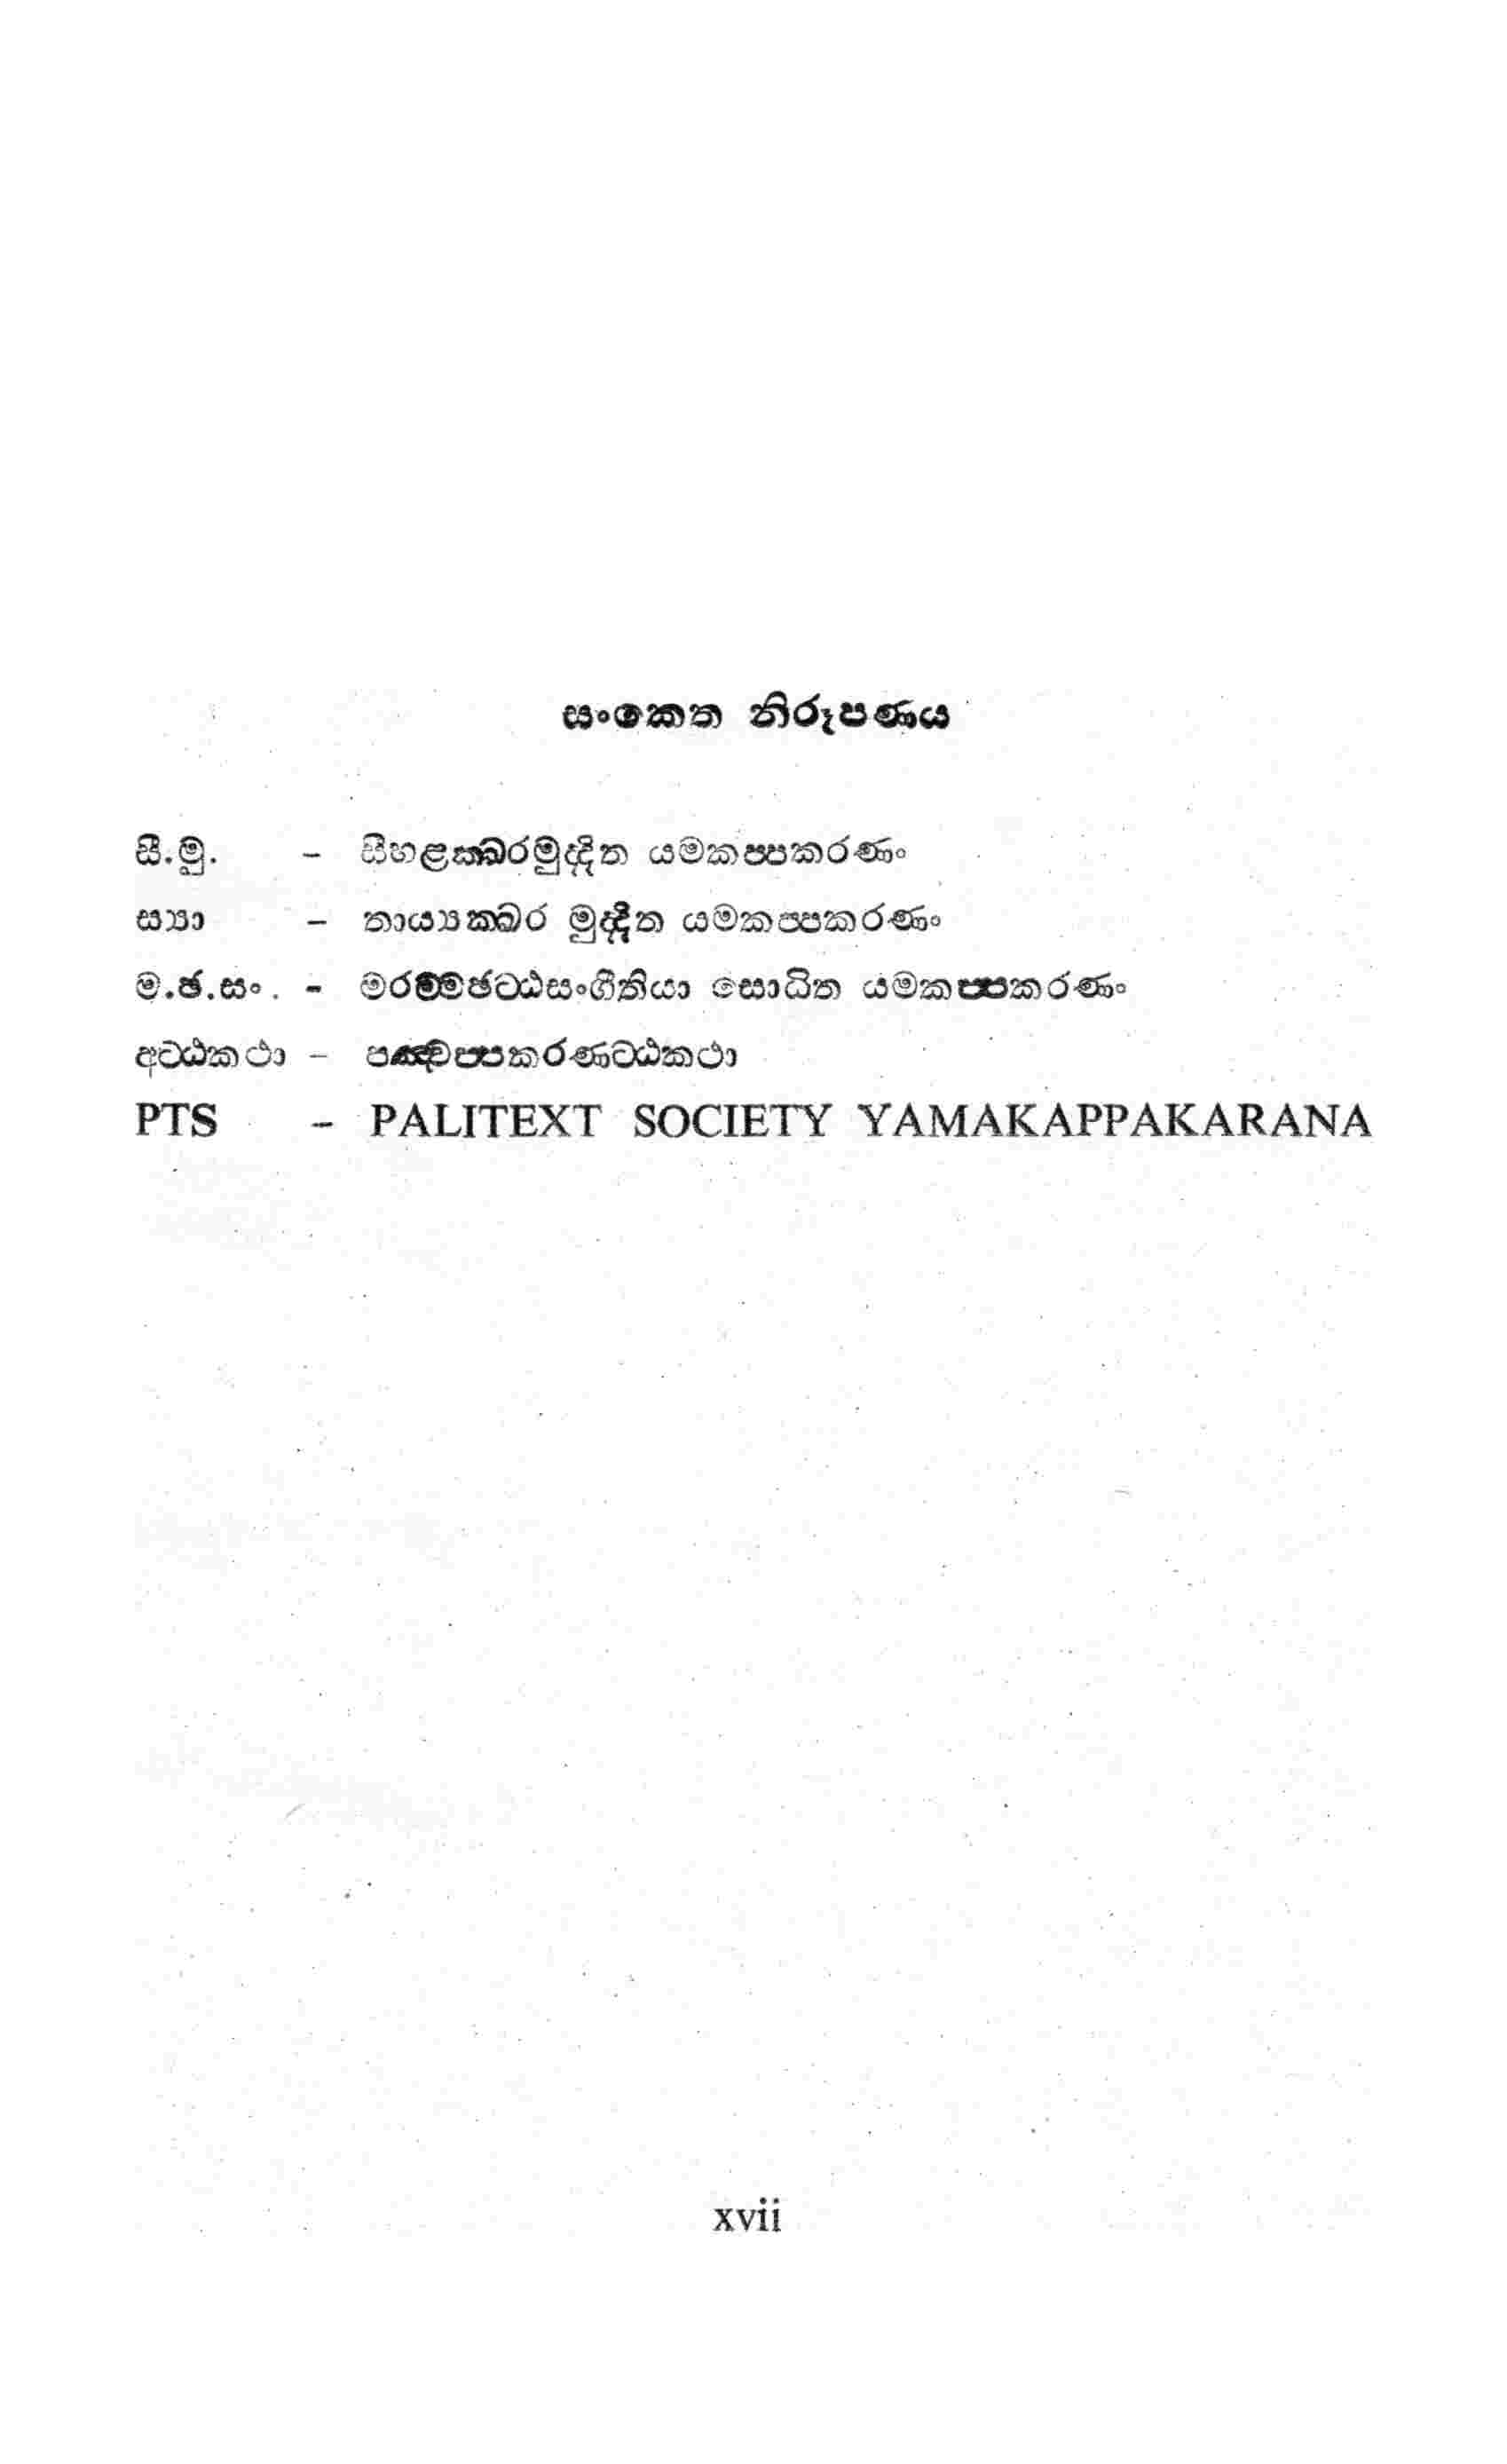 සංකෙත නිරූපණය
සී.මු. – සීහළක්‍ඛරමුද්‍දිත යමකප්‍පකරණං
ස්‍යා – තාය්‍යක්‍ඛර මුද්‍දිත යමකප්‍පකරණං
ම.ඡ.සං. – මරම්‍මඡට්‍ඨසංගීතියා සොධිත යමකප්‍පකරණං
අට්‍ඨකථා – පඤ්චප්‍පකරණට්‍ඨකථා
PTS – PALITEXT SOCIETY YAMAKAPPAKARANA
xvii